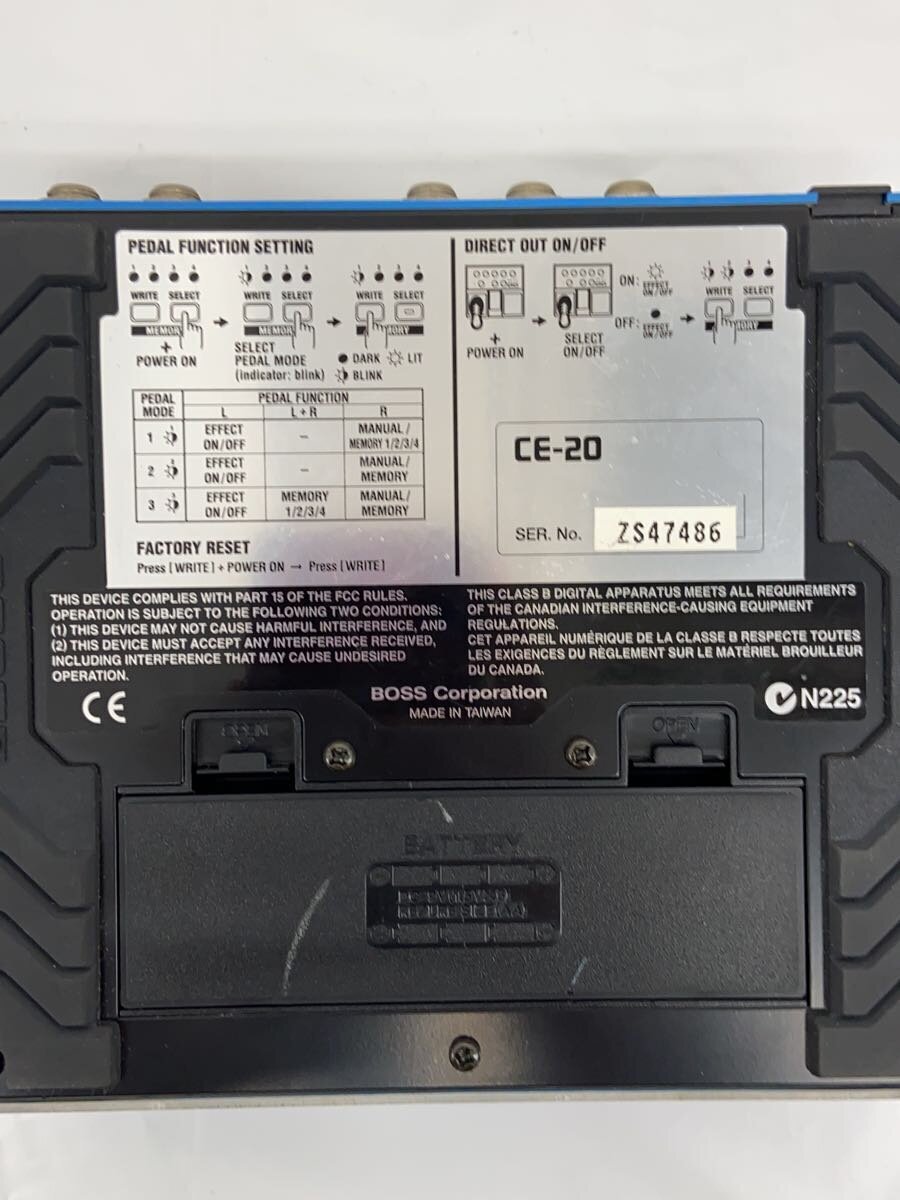 PEDAL FUNCTION SETTING
WRITE SELECT
MEMORY
+
POWER ON
WRITE SELECT
MEMORY
SELECT
PEDAL MODE
(indicator: blink)
WRITE SELECT
DARK LIT
BLINK
PEDAL MODE
PEDAL FUNCTION
L L + R R
1 EFFECT ON/OFF – MANUAL/ MEMORY 1/2/3/4
2 EFFECT ON/OFF – MANUAL/ MEMORY
3 EFFECT ON/OFF MEMORY 1/2/3/4 MANUAL/ MEMORY
FACTORY RESET
Press [WRITE] + POWER ON → Press [WRITE]
DIRECT OUT ON/OFF
+
POWER ON
SELECT
ON/OFF
ON: EFFECT ON/OFF
OFF: EFFECT ON/OFF
WRITE SELECT
CE-20
SER. No. ZS47486
THIS DEVICE COMPLIES WITH PART 15 OF THE FCC RULES.
OPERATION IS SUBJECT TO THE FOLLOWING TWO CONDITIONS:
(1) THIS DEVICE MAY NOT CAUSE HARMFUL INTERFERENCE, AND
(2) THIS DEVICE MUST ACCEPT ANY INTERFERENCE RECEIVED,
INCLUDING INTERFERENCE THAT MAY CAUSE UNDESIRED
OPERATION.
THIS CLASS B DIGITAL APPARATUS MEETS ALL REQUIREMENTS
OF THE CANADIAN INTERFERENCE-CAUSING EQUIPMENT
REGULATIONS.
CET APPAREIL NUMÉRIQUE DE LA CLASSE B RESPECTE TOUTES
LES EXIGENCES DU RÈGLEMENT SUR LE MATÉRIEL BROUILLEUR
DU CANADA.
CE
BOSS Corporation
MADE IN TAIWAN
N225
OPEN
OPEN
BATTERY